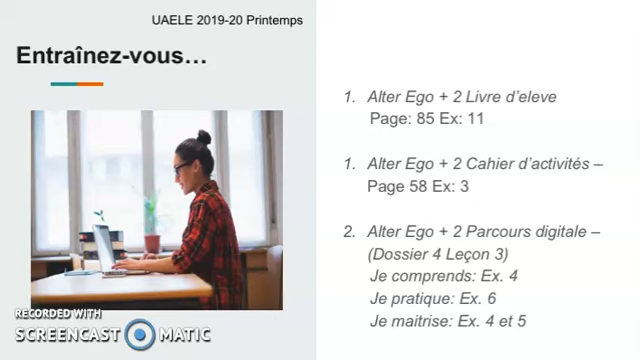 UAELE 2019-20 Printemps
Entraînez-vous…
1. Alter Ego + 2 Livre d'eleve
Page: 85 Ex: 11
1. Alter Ego + 2 Cahier d'activités –
Page 58 Ex: 3
2. Alter Ego + 2 Parcours digitale –
(Dossier 4 Leçon 3)
Je comprends: Ex. 4
Je pratique: Ex. 6
Je maitrise: Ex. 4 et 5
RECORDED WITH
SCREENCAST MATIC